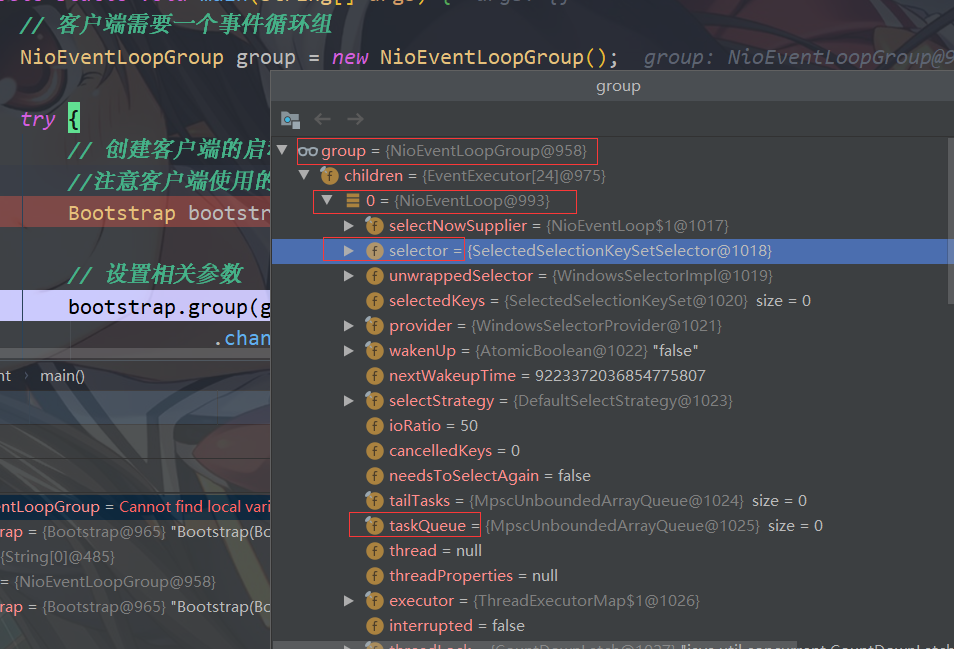 // 客户端需要一个事件循环组
NioEventLoopGroup group = new NioEventLoopGroup(); group: NioEventLoopGroup@9
group
try {
// 创建客户端的启
//注意客户端使用的
Bootstrap bootstr
// 设置相关参数
bootstrap.group(g
.chan
nt › main()
ntLoopGroup = Cannot find local vari
rap = {Bootstrap@965} "Bootstrap(Bo
{String[0]@485}
= {NioEventLoopGroup@958}
rap = {Bootstrap@965} "Bootstrap(Bo
group = {NioEventLoopGroup@958}
children = {EventExecutor[24]@975}
0 = {NioEventLoop@993}
selectNowSupplier = {NioEventLoop$1@1017}
selector = {SelectedSelectionKeySetSelector@1018}
unwrappedSelector = {WindowsSelectorImpl@1019}
selectedKeys = {SelectedSelectionKeySet@1020} size = 0
provider = {WindowsSelectorProvider@1021}
wakenUp = {AtomicBoolean@1022} "false"
nextWakeupTime = 9223372036854775807
selectStrategy = {DefaultSelectStrategy@1023}
ioRatio = 50
cancelledKeys = 0
needsToSelectAgain = false
tailTasks = {MpscUnboundedArrayQueue@1024} size = 0
taskQueue = {MpscUnboundedArrayQueue@1025} size = 0
thread = null
threadProperties = null
executor = {ThreadExecutorMap$1@1026}
interrupted = false